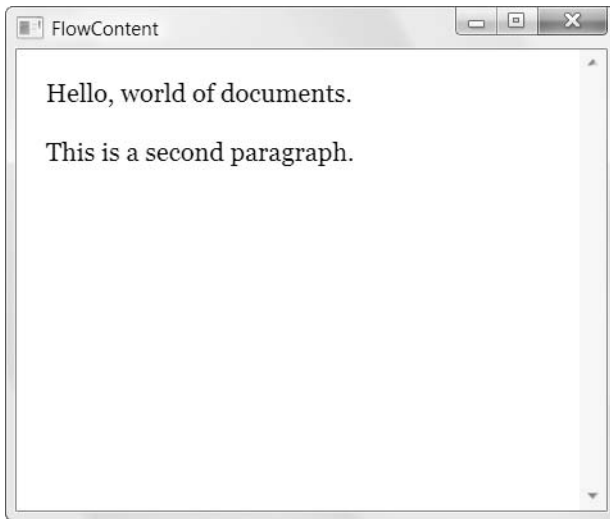 FlowContent
Hello, world of documents.
This is a second paragraph.